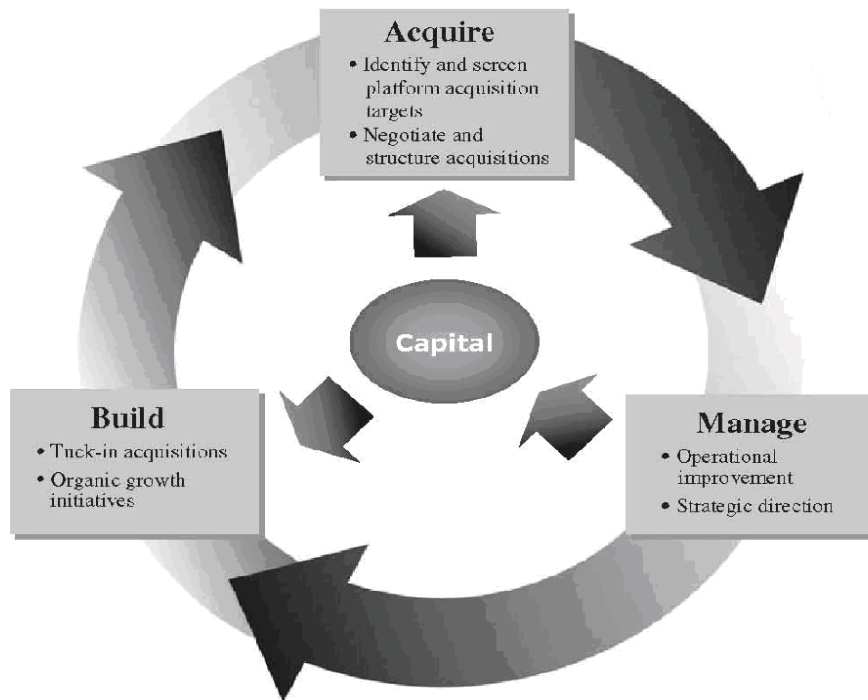 Acquire
• Identify and screen
platform acquisition
targets
• Negotiate and
structure acquisitions
Capital
Build
• Tuck-in acquisitions
• Organic growth
initiatives
Manage
• Operational
improvement
• Strategic direction